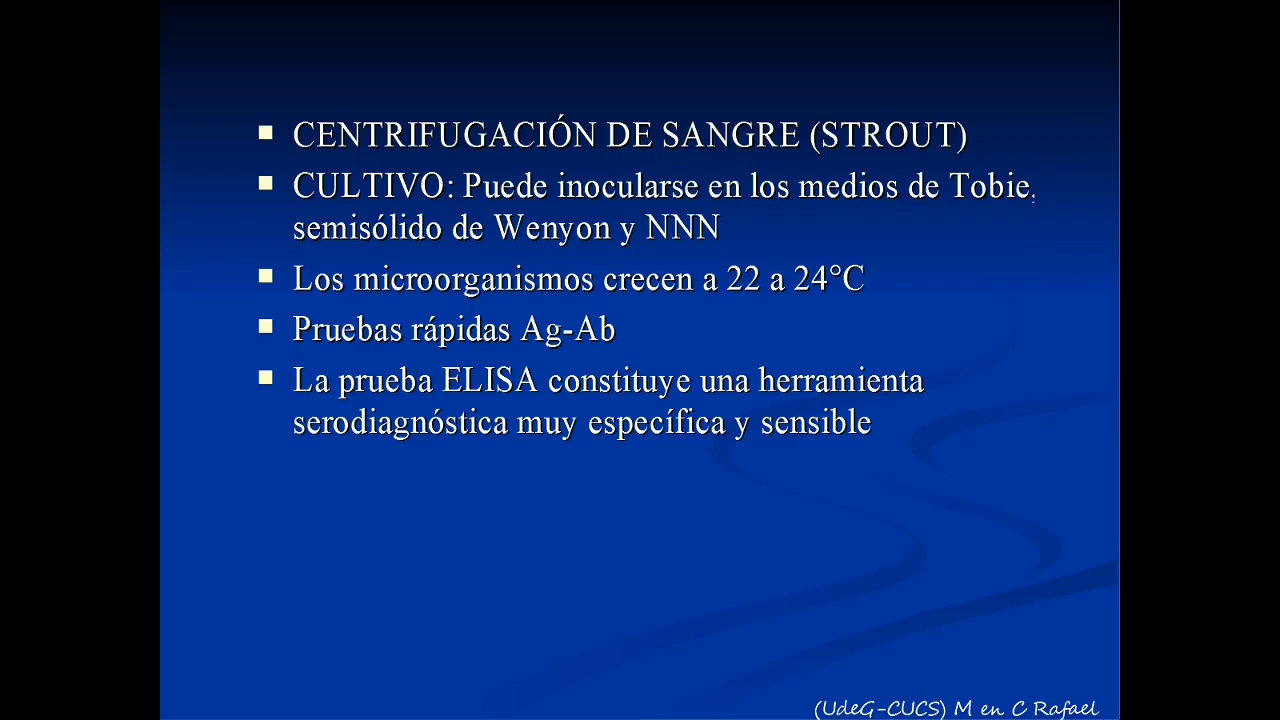 CENTRIFUGACIÓN DE SANGRE (STROUT)
CULTIVO: Puede inocularse en los medios de Tobie,
semisólido de Wenyon y NNN
Los microorganismos crecen a 22 a 24°C
Pruebas rápidas Ag-Ab
La prueba ELISA constituye una herramienta
serodiagnóstica muy específica y sensible
(UdeG-CUCS) M en C Rafael